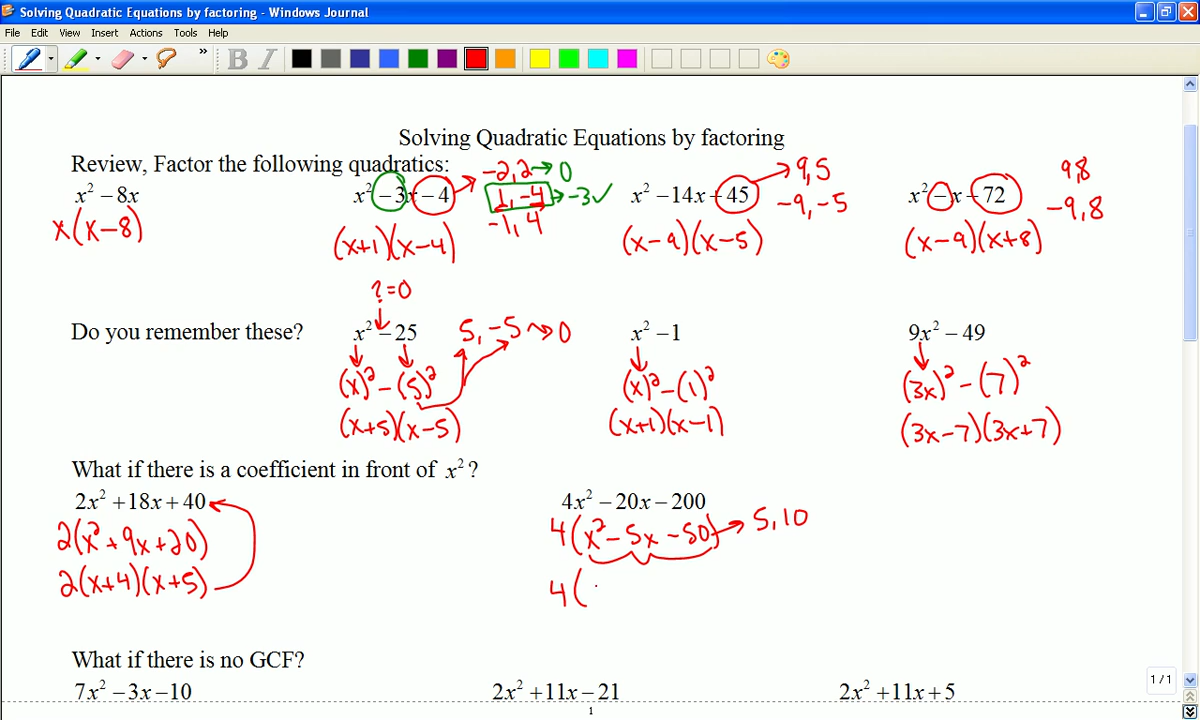 Solving Quadratic Equations by factoring - Windows Journal
File Edit View Insert Actions Tools Help
» B I
Solving Quadratic Equations by factoring
Review, Factor the following quadratics:
x² − 8x
x(x−8)
x² − 3x − 4
−2, 2 → 0
1, −4 → −3 ✓
−1, 4
(x+1)(x−4)
x² − 14x + 45 → 9, 5
−9, −5
(x−9)(x−5)
x² − x − 72
9, 8
−9, 8
(x−9)(x+8)
Do you remember these?
? = 0
x² − 25
5, −5 → 0
(x)² − (5)²
(x+5)(x−5)
x² − 1
(x)² − (1)²
(x+1)(x−1)
9x² − 49
(3x)² − (7)²
(3x−7)(3x+7)
What if there is a coefficient in front of x² ?
2x² + 18x + 40
2(x² + 9x + 20)
2(x+4)(x+5)
4x² − 20x − 200
4(x² − 5x − 50) → 5, 10
4(
What if there is no GCF?
7x² − 3x − 10
2x² + 11x − 21
2x² + 11x + 5
1
1 / 1